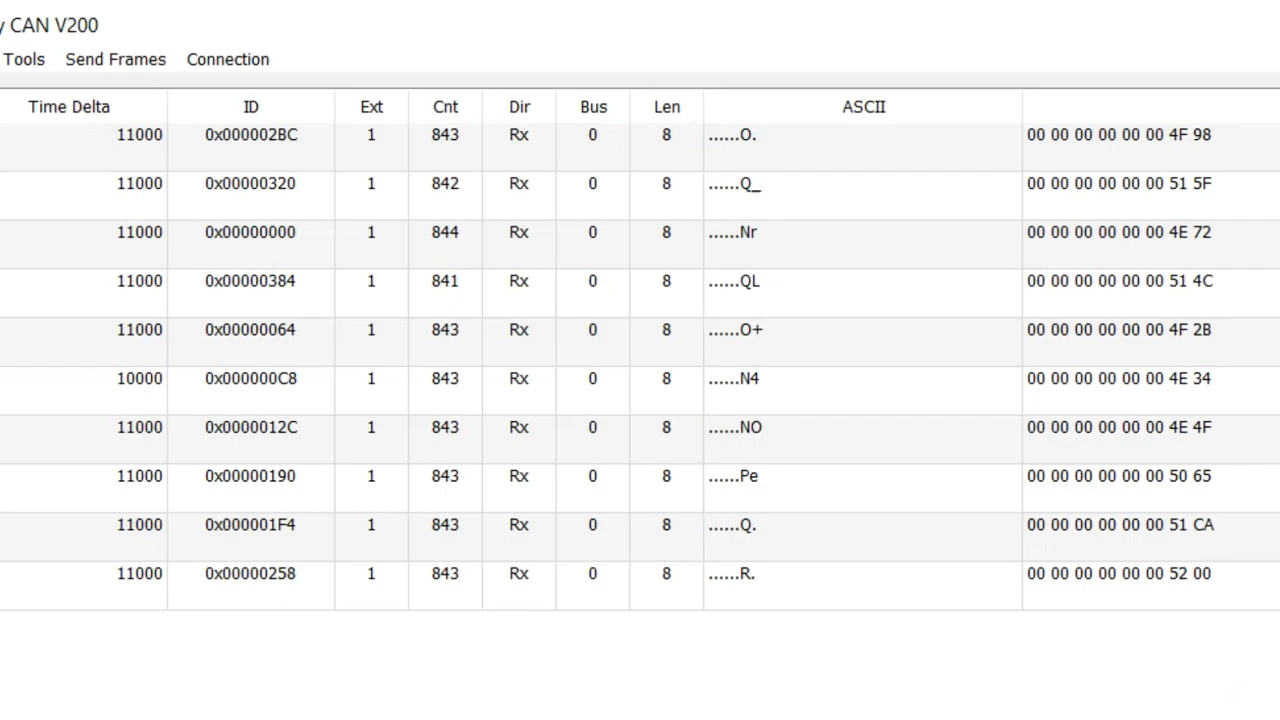 y CAN V200
Tools Send Frames Connection
Time Delta ID Ext Cnt Dir Bus Len ASCII
11000 0x000002BC 1 843 Rx 0 8 ......O. 00 00 00 00 00 00 4F 98
11000 0x00000320 1 842 Rx 0 8 ......Q_ 00 00 00 00 00 00 51 5F
11000 0x00000000 1 844 Rx 0 8 ......Nr 00 00 00 00 00 00 4E 72
11000 0x00000384 1 841 Rx 0 8 ......QL 00 00 00 00 00 00 51 4C
11000 0x00000064 1 843 Rx 0 8 ......O+ 00 00 00 00 00 00 4F 2B
10000 0x000000C8 1 843 Rx 0 8 ......N4 00 00 00 00 00 00 4E 34
11000 0x0000012C 1 843 Rx 0 8 ......NO 00 00 00 00 00 00 4E 4F
11000 0x00000190 1 843 Rx 0 8 ......Pe 00 00 00 00 00 00 50 65
11000 0x000001F4 1 843 Rx 0 8 ......Q. 00 00 00 00 00 00 51 CA
11000 0x00000258 1 843 Rx 0 8 ......R. 00 00 00 00 00 00 52 00